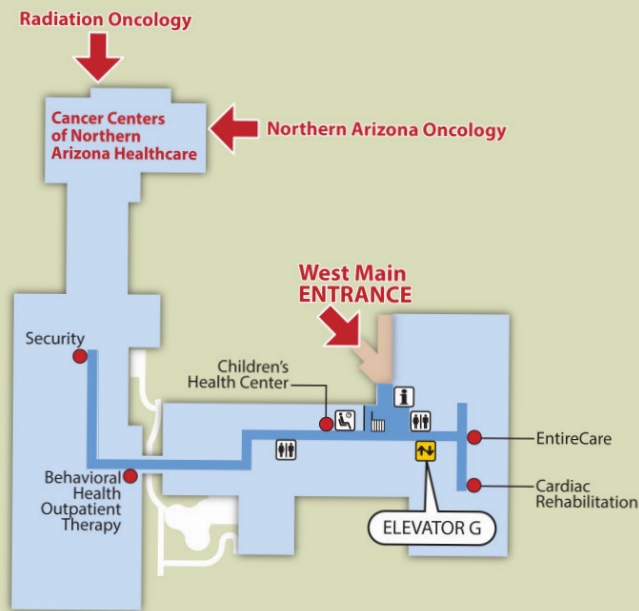 Radiation Oncology
Cancer Centers
of Northern
Arizona Healthcare
Northern Arizona Oncology
West Main
ENTRANCE
Security
Children's
Health Center
EntireCare
Behavioral
Health
Outpatient
Therapy
Cardiac
Rehabilitation
ELEVATOR G